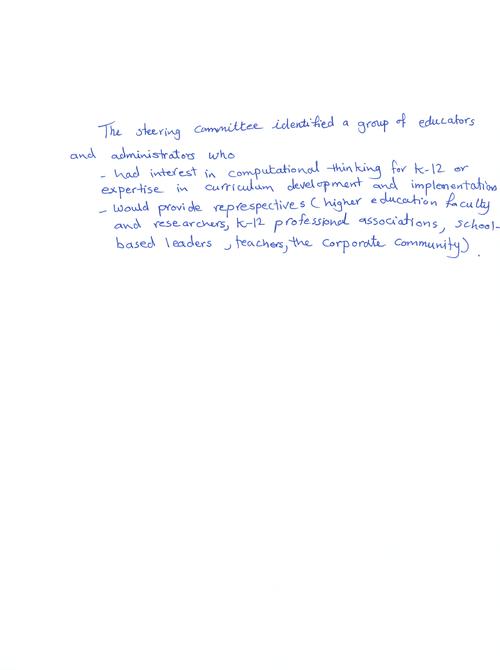 The steering committee identified a group of educators
and administrators who
- had interest in computational thinking for K-12 or
expertise in curriculum development and implementation
- would provide represpectives (higher education faculty
and researchers, K-12 professional associations, school-
based leaders , teachers, the corporate community) .